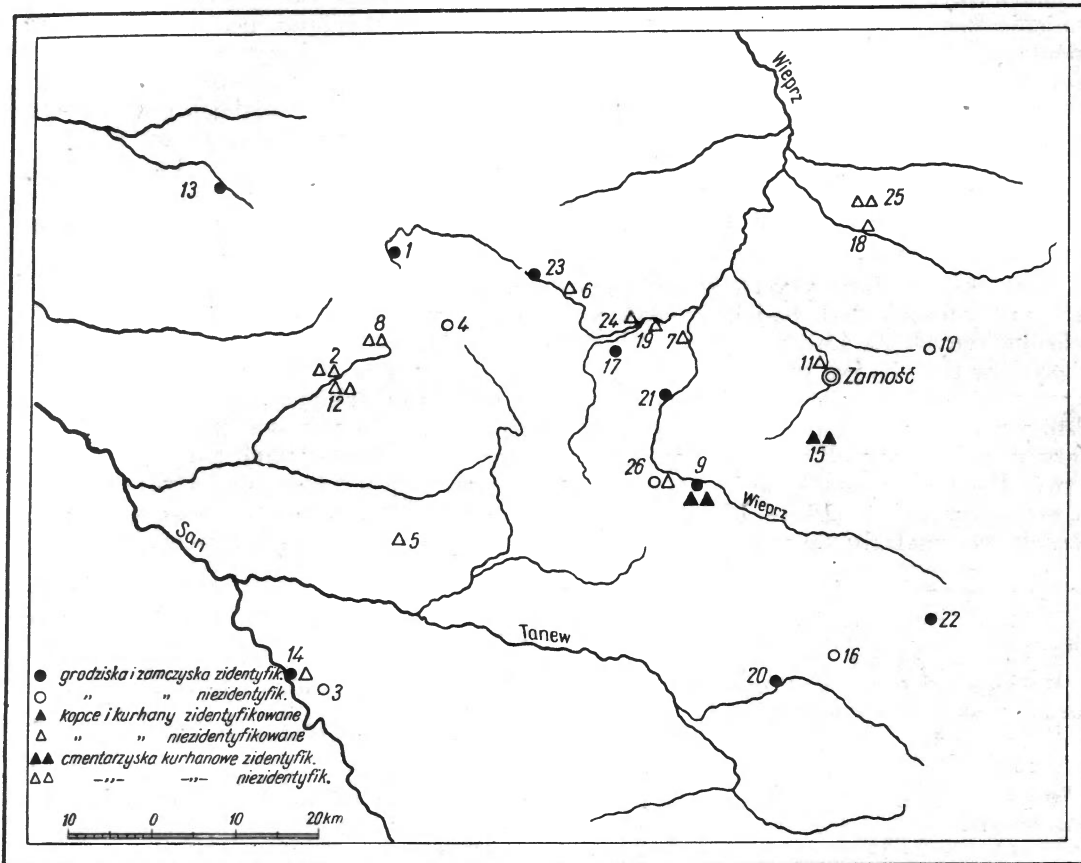 Wieprz
13
25
18
1
23
6
8
4
24
19
7
17
10
11
Zamość
2
12
21
15
26
9
Wieprz
San
5
Tanew
22
16
20
14
3
grodziska i zamczyska zidentyfik.
„ „ niezidentyfik.
kopce i kurhany zidentyfikowane
„ „ niezidentyfikowane
cmentarzyska kurhanowe zidentyfik.
-„- -„- niezidentyfik.
10 0 10 20 km